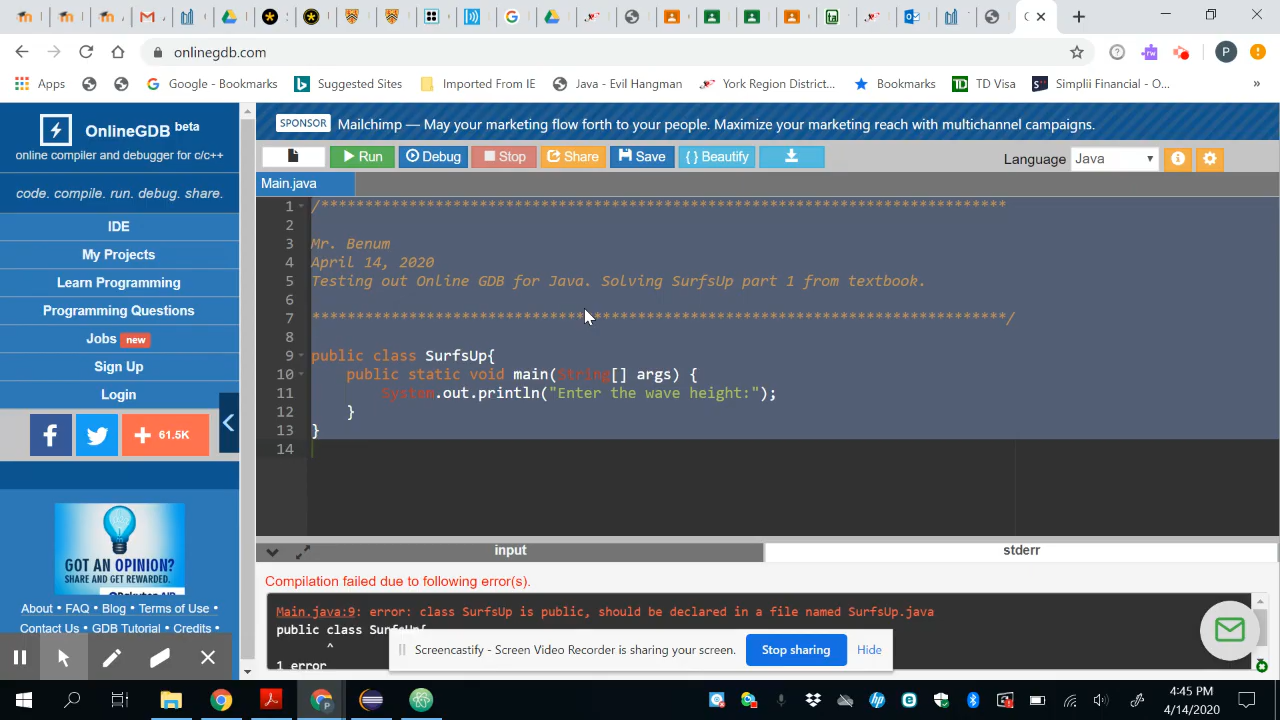 onlinegdb.com
P
Apps
Google - Bookmarks
Suggested Sites
Imported From IE
Java - Evil Hangman
York Region District...
Bookmarks
TD Visa
Simplii Financial - O...
»
OnlineGDB beta
online compiler and debugger for c/c++
code. compile. run. debug. share.
IDE
My Projects
Learn Programming
Programming Questions
Jobs new
Sign Up
Login
61.5K
GOT AN OPINION?
SHARE AND GET REWARDED.
About • FAQ • Blog • Terms of Use •
Contact Us • GDB Tutorial • Credits •
SPONSOR Mailchimp — May your marketing flow forth to your people. Maximize your marketing reach with multichannel campaigns.
Run
Debug
Stop
Share
Save
{ } Beautify
Language Java
Main.java
1 /******************************************************************************
2
3 Mr. Benum
4 April 14, 2020
5 Testing out Online GDB for Java. Solving SurfsUp part 1 from textbook.
6
7 *******************************************************************************/
8
9 public class SurfsUp{
10 public static void main(String[] args) {
11 System.out.println("Enter the wave height:");
12 }
13 }
14
input
stderr
Compilation failed due to following error(s).
Main.java:9: error: class SurfsUp is public, should be declared in a file named SurfsUp.java
public class SurfsUp{
^
1 error
Screencastify - Screen Video Recorder is sharing your screen.
Stop sharing
Hide
4:45 PM
4/14/2020